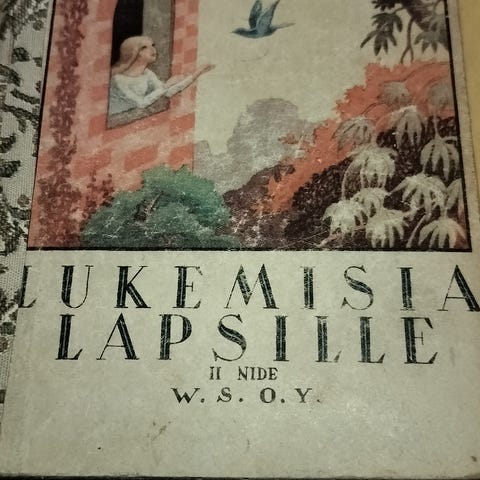 LUKEMISIA
LAPSILLE
II NIDE
W. S. O. Y.